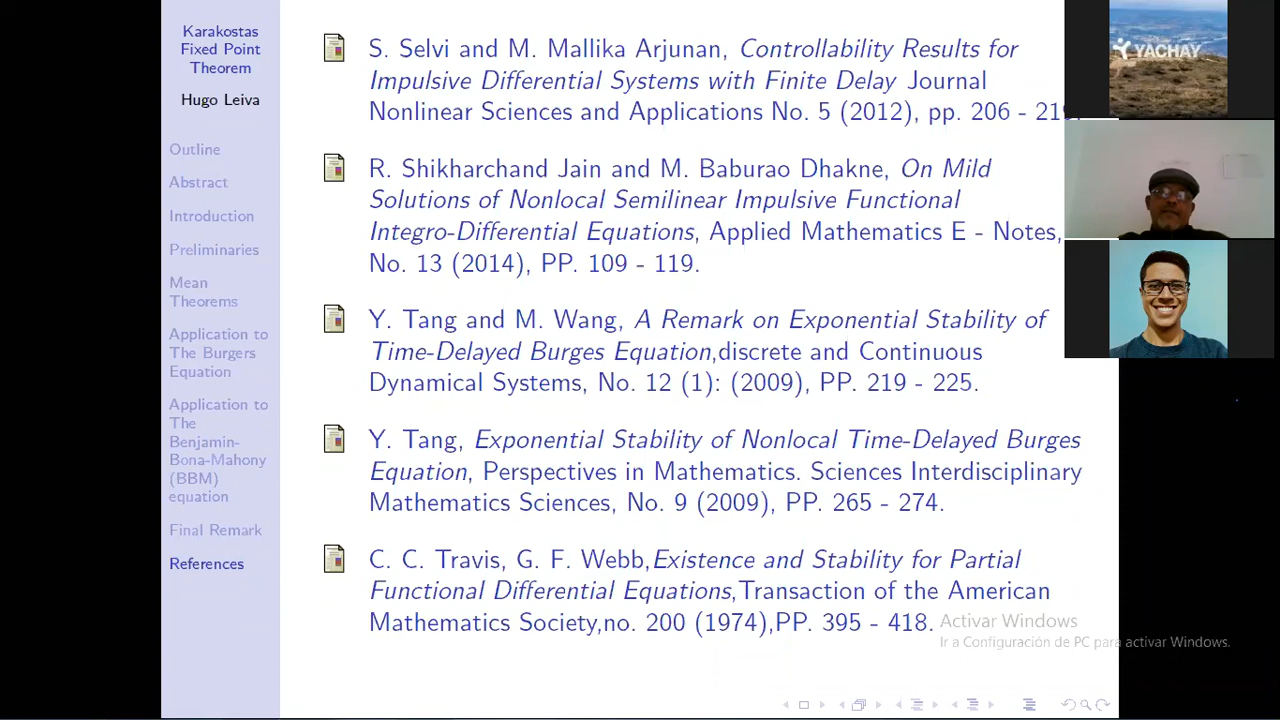 Karakostas
Fixed Point
Theorem
Hugo Leiva
Outline
Abstract
Introduction
Preliminaries
Mean
Theorems
Application to
The Burgers
Equation
Application to
The
Benjamin-
Bona-Mahony
(BBM)
equation
Final Remark
References
S. Selvi and M. Mallika Arjunan, Controllability Results for
Impulsive Differential Systems with Finite Delay Journal
Nonlinear Sciences and Applications No. 5 (2012), pp. 206 -
R. Shikharchand Jain and M. Baburao Dhakne, On Mild
Solutions of Nonlocal Semilinear Impulsive Functional
Integro-Differential Equations, Applied Mathematics E - Notes,
No. 13 (2014), PP. 109 - 119.
Y. Tang and M. Wang, A Remark on Exponential Stability of
Time-Delayed Burges Equation,discrete and Continuous
Dynamical Systems, No. 12 (1): (2009), PP. 219 - 225.
Y. Tang, Exponential Stability of Nonlocal Time-Delayed Burges
Equation, Perspectives in Mathematics. Sciences Interdisciplinary
Mathematics Sciences, No. 9 (2009), PP. 265 - 274.
C. C. Travis, G. F. Webb,Existence and Stability for Partial
Functional Differential Equations,Transaction of the American
Mathematics Society,no. 200 (1974),PP. 395 - 418.
YACHAY
Activar Windows
Ir a Configuración de PC para activar Windows.